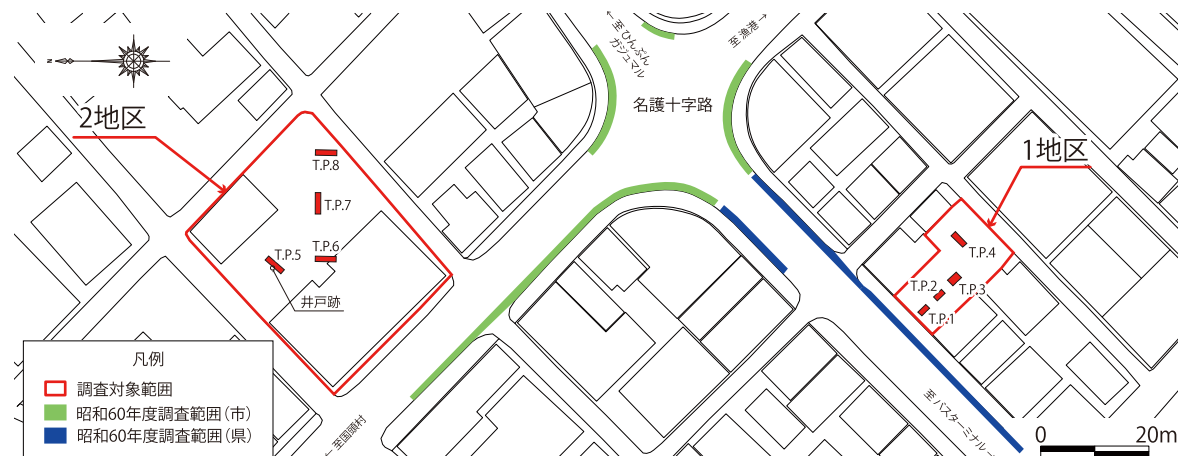 ← 至ひんぷん
ガジュマル
至漁港 →
名護十字路
N
2地区
1地区
T.P.8
T.P.7
T.P.6
T.P.5
井戸跡
T.P.4
T.P.3
T.P.2
T.P.1
凡例
調査対象範囲
昭和60年度調査範囲(市)
昭和60年度調査範囲(県)
← 至国頭村
至 バスターミナル →
0 20m